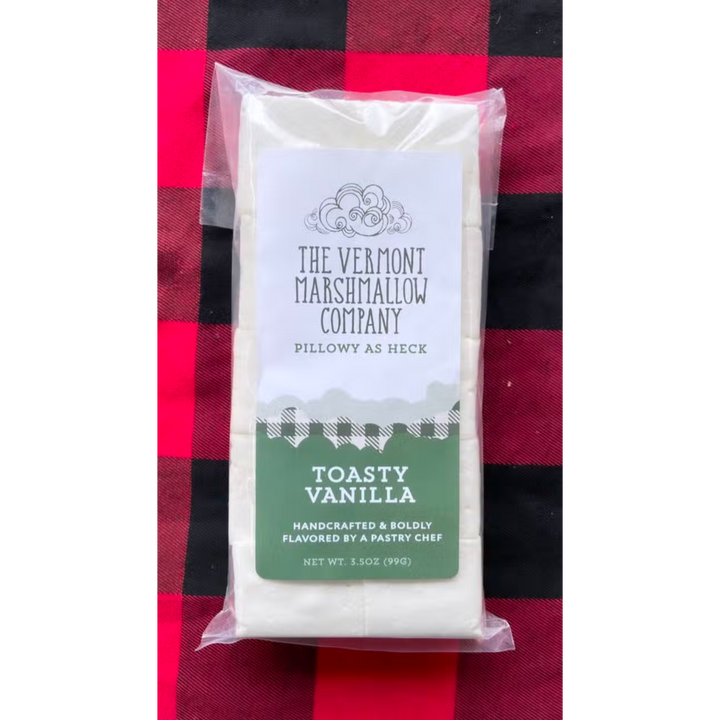 THE VERMONT
MARSHMALLOW
COMPANY
PILLOWY AS HECK
TOASTY
VANILLA
HANDCRAFTED & BOLDLY
FLAVORED BY A PASTRY CHEF
NET WT. 3.5OZ (99G)